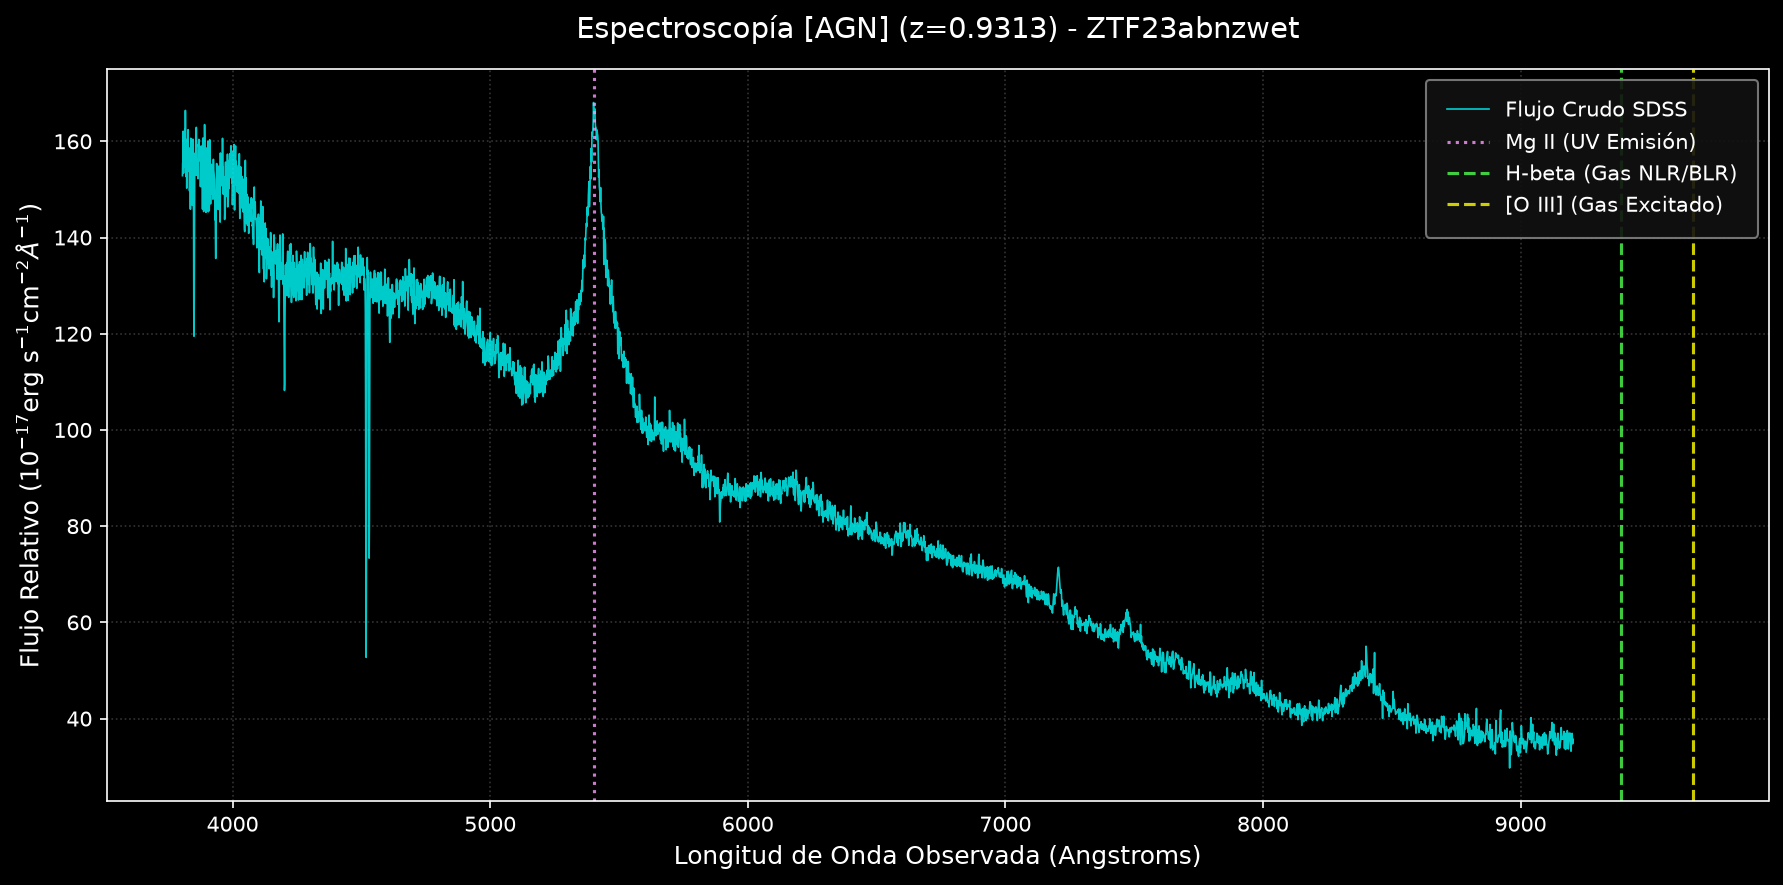 Espectroscopía [AGN] (z=0.9313) - ZTF23abnzwet
Flujo Crudo SDSS
Mg II (UV Emisión)
H-beta (Gas NLR/BLR)
[O III] (Gas Excitado)
Flujo Relativo (10⁻¹⁷erg s⁻¹cm⁻²Å⁻¹)
160
140
120
100
80
60
40
4000 5000 6000 7000 8000 9000
Longitud de Onda Observada (Angstroms)